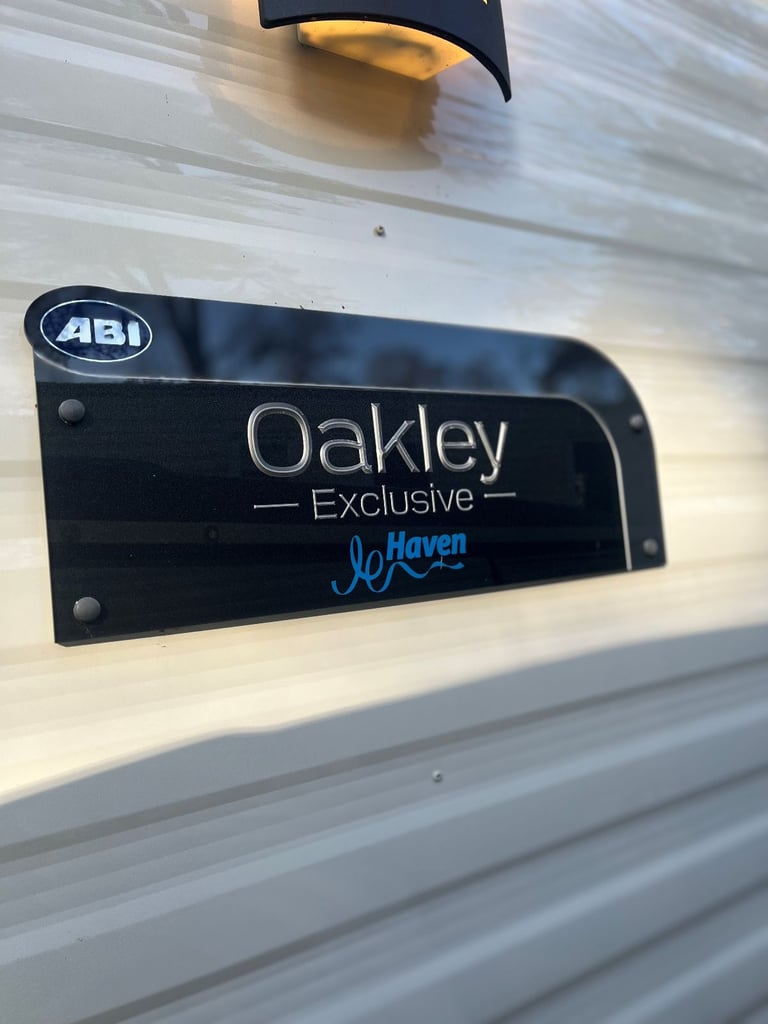 ABI
Oakley
— Exclusive —
Haven